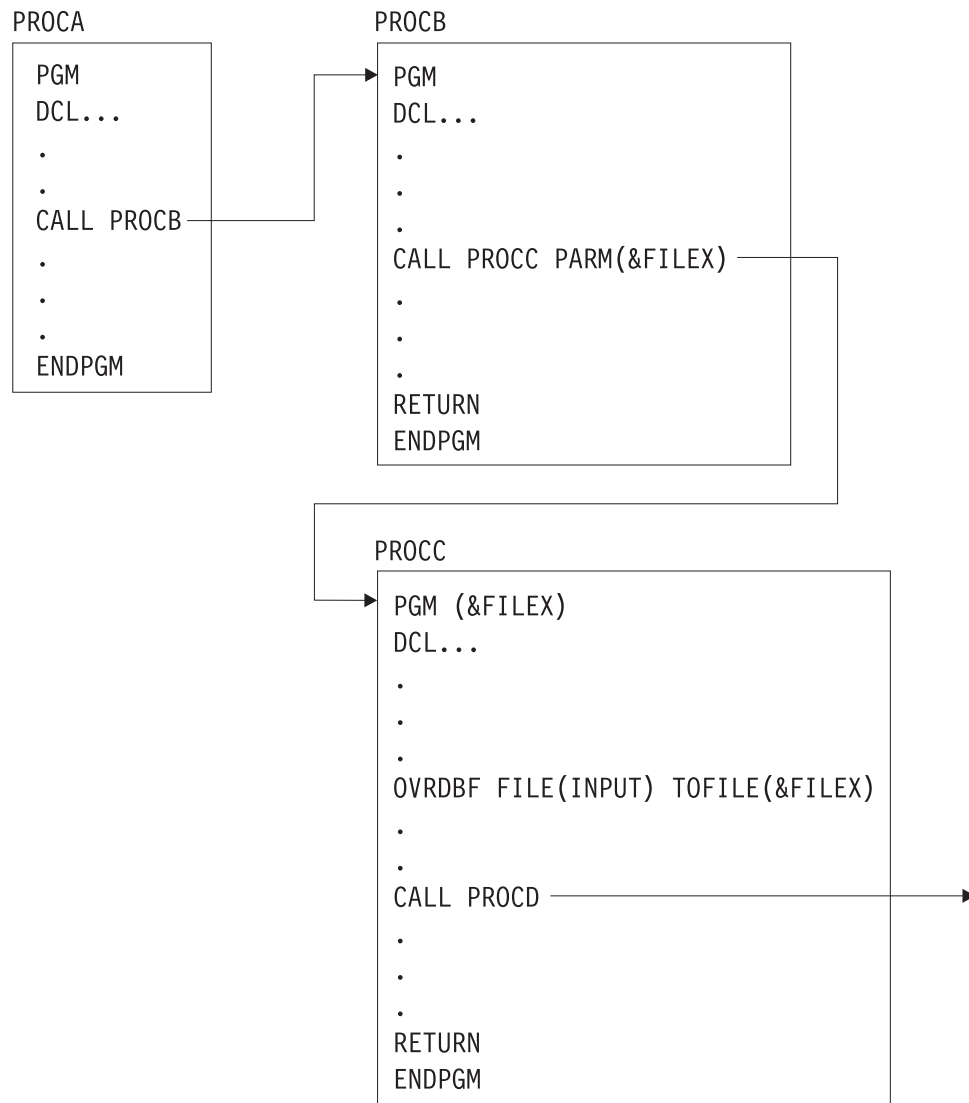 PROCA
PGM
DCL...
.
.
CALL PROCB
.
.
.
ENDPGM
PROCB
PGM
DCL...
.
.
.
CALL PROCC PARM(&FILEX)
.
.
.
RETURN
ENDPGM
PROCC
PGM (&FILEX)
DCL...
.
.
.
OVRDBF FILE(INPUT) TOFILE(&FILEX)
.
.
CALL PROCD
.
.
.
RETURN
ENDPGM